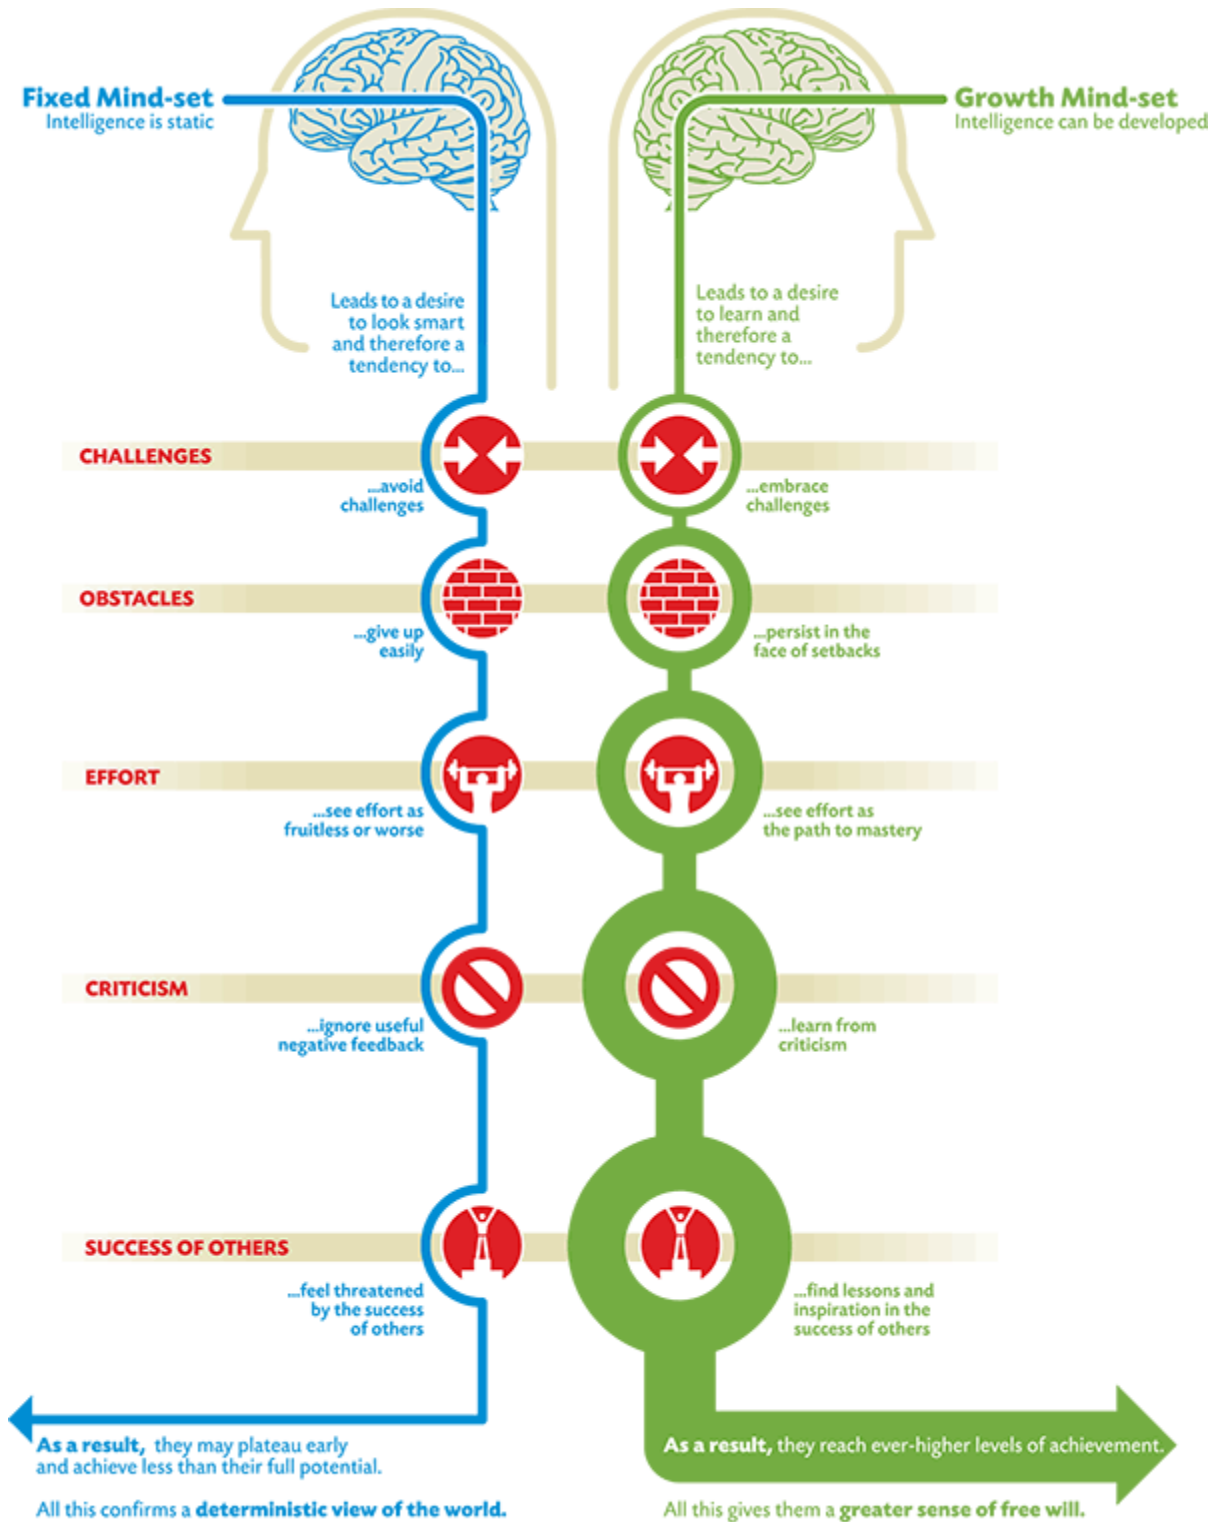 Fixed Mind-set
Intelligence is static
Growth Mind-set
Intelligence can be developed
Leads to a desire
to look smart
and therefore a
tendency to...
Leads to a desire
to learn and
therefore a
tendency to...
CHALLENGES
...avoid
challenges
...embrace
challenges
OBSTACLES
...give up
easily
...persist in the
face of setbacks
EFFORT
...see effort as
fruitless or worse
...see effort as
the path to mastery
CRITICISM
...ignore useful
negative feedback
...learn from
criticism
SUCCESS OF OTHERS
...feel threatened
by the success
of others
...find lessons and
inspiration in the
success of others
As a result, they may plateau early
and achieve less than their full potential.
All this confirms a deterministic view of the world.
As a result, they reach ever-higher levels of achievement.
All this gives them a greater sense of free will.